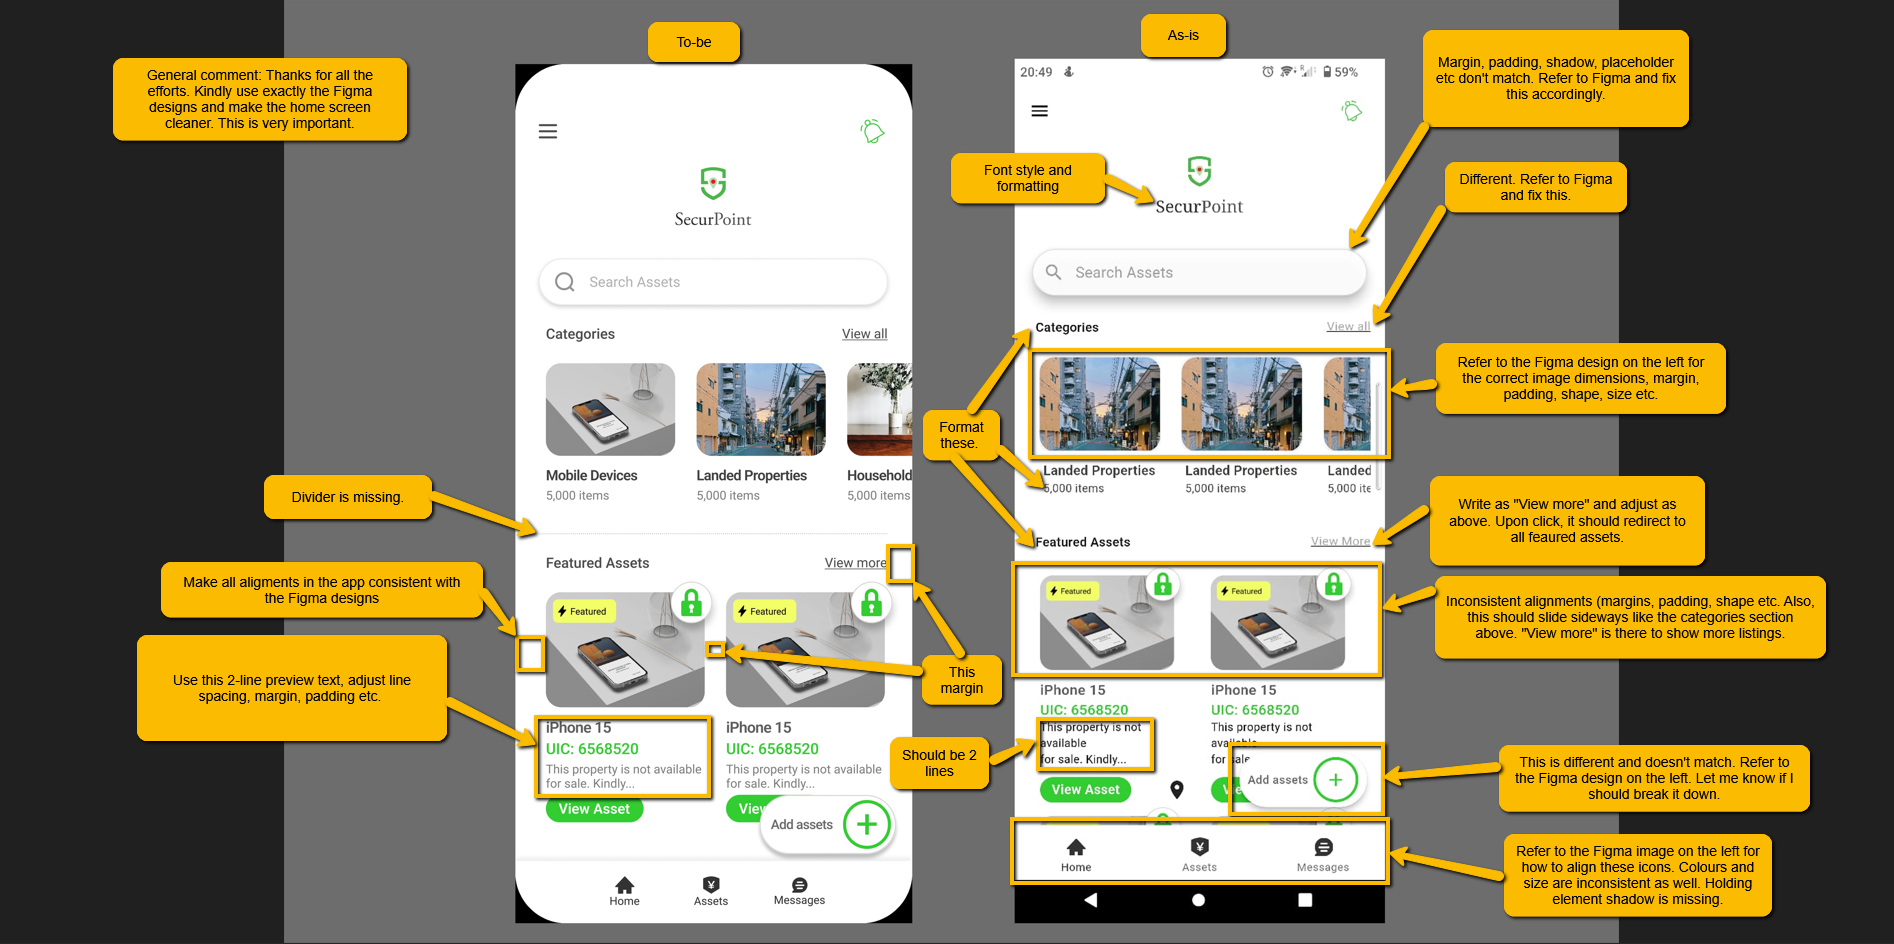 To-be
As-is
General comment: Thanks for all the
efforts. Kindly use exactly the Figma
designs and make the home screen
cleaner. This is very important.
Margin, padding, shadow, placeholder
etc don't match. Refer to Figma and fix
this accordingly.
20:49
R
59%
Font style and
formatting
Different. Refer to Figma
and fix this.
SecurPoint
SecurPoint
Search Assets
Search Assets
Categories
View all
Categories
View all
Refer to the Figma design on the left for
the correct image dimensions, margin,
padding, shape, size etc.
Format
these.
Mobile Devices
Landed Properties
Household
5,000 items
5,000 items
5,000 items
Landed Properties
Landed Properties
Landed
5,000 items
5,000 items
5,000 ite
Divider is missing.
Write as "View more" and adjust as
above. Upon click, it should redirect to
all feaured assets.
Featured Assets
View more
Featured Assets
View More
Make all aligments in the app consistent with
the Figma designs
Featured
Featured
Featured
Featured
Inconsistent alignments (margins, padding, shape etc. Also,
this should slide sideways like the categories section
above. "View more" is there to show more listings.
Use this 2-line preview text, adjust line
spacing, margin, padding etc.
This
margin
iPhone 15
UIC: 6568520
This property is not available
for sale. Kindly...
View Asset
iPhone 15
UIC: 6568520
This property is not available
for sale. Kindly...
View
Add assets
Should be 2
lines
iPhone 15
UIC: 6568520
This property is not
available
for sale. Kindly...
View Asset
iPhone 15
UIC: 6568520
This property is not
available
for sale
Vie
Add assets
This is different and doesn't match. Refer to
the Figma design on the left. Let me know if I
should break it down.
Home
Assets
Messages
Home
Assets
Messages
Refer to the Figma image on the left for
how to align these icons. Colours and
size are inconsistent as well. Holding
element shadow is missing.